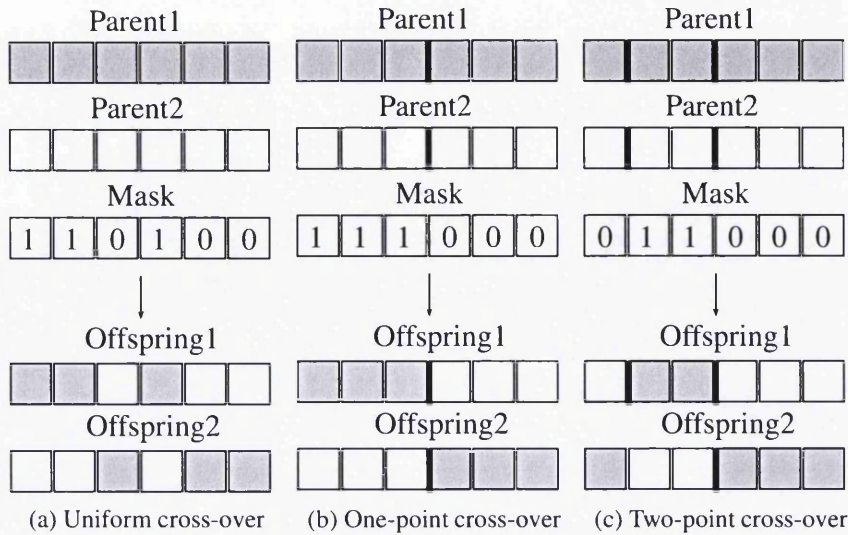 Parent1 Parent1 Parent1
Parent2 Parent2 Parent2
Mask Mask Mask
1 1 0 1 0 0 1 1 1 0 0 0 0 1 1 0 0 0
Offspring1 Offspring1 Offspring1
Offspring2 Offspring2 Offspring2
(a) Uniform cross-over (b) One-point cross-over (c) Two-point cross-over